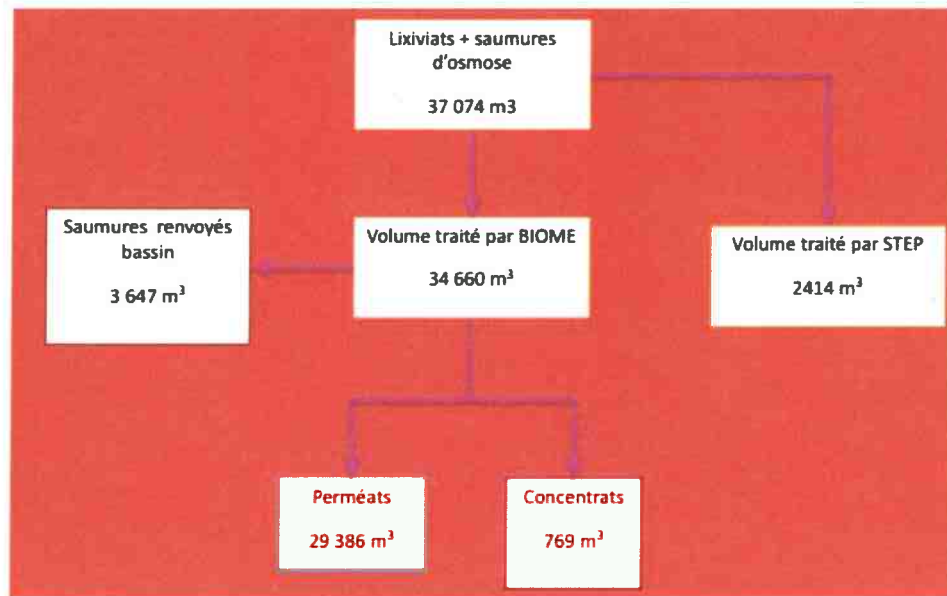 Lixiviats + saumures
d'osmose
37 074 m3
Saumures renvoyés
bassin
3 647 m³
Volume traité par BIOME
34 660 m³
Volume traité par STEP
2414 m³
Perméats
29 386 m³
Concentrats
769 m³